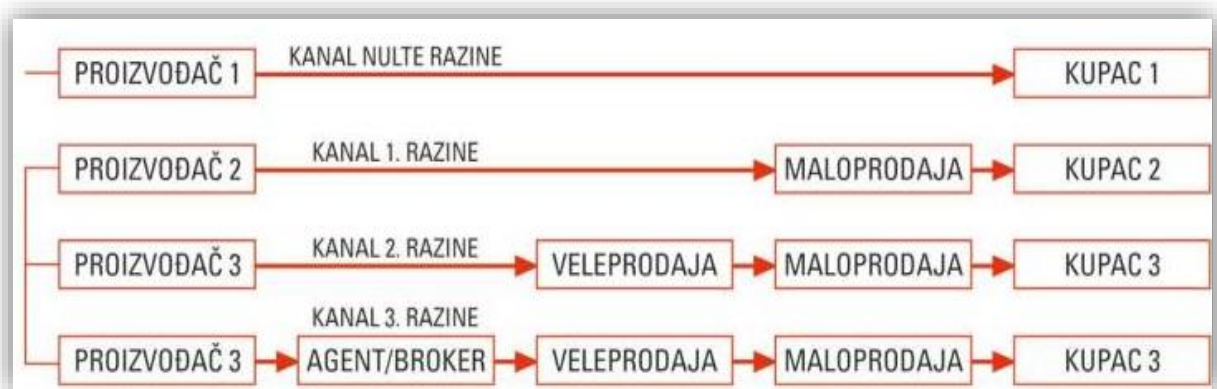 KANAL NULTE RAZINE
PROIZVOĐAČ 1 KUPAC 1
KANAL 1. RAZINE
PROIZVOĐAČ 2 MALOPRODAJA KUPAC 2
KANAL 2. RAZINE
PROIZVOĐAČ 3 VELEPRODAJA MALOPRODAJA KUPAC 3
KANAL 3. RAZINE
PROIZVOĐAČ 3 AGENT/BROKER VELEPRODAJA MALOPRODAJA KUPAC 3